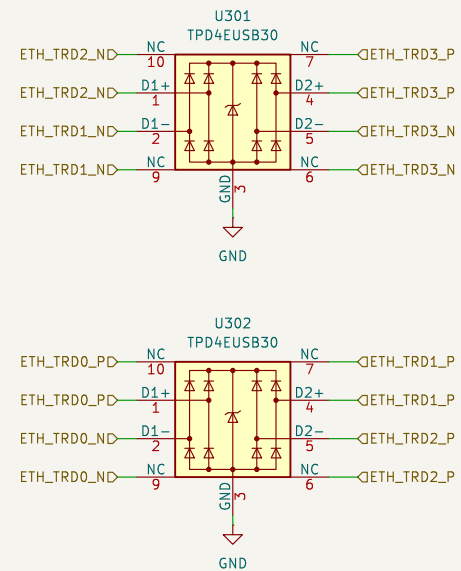 U301
TPD4EUSB30
ETH_TRD2_N NC 10 7 NC ETH_TRD3_P
ETH_TRD2_N D1+ 1 4 D2+ ETH_TRD3_P
ETH_TRD1_N D1- 2 5 D2- ETH_TRD3_N
ETH_TRD1_N NC 9 6 NC ETH_TRD3_N
GND 3
GND
U302
TPD4EUSB30
ETH_TRD0_P NC 10 7 NC ETH_TRD1_P
ETH_TRD0_P D1+ 1 4 D2+ ETH_TRD1_P
ETH_TRD0_N D1- 2 5 D2- ETH_TRD2_P
ETH_TRD0_N NC 9 6 NC ETH_TRD2_P
GND 3
GND